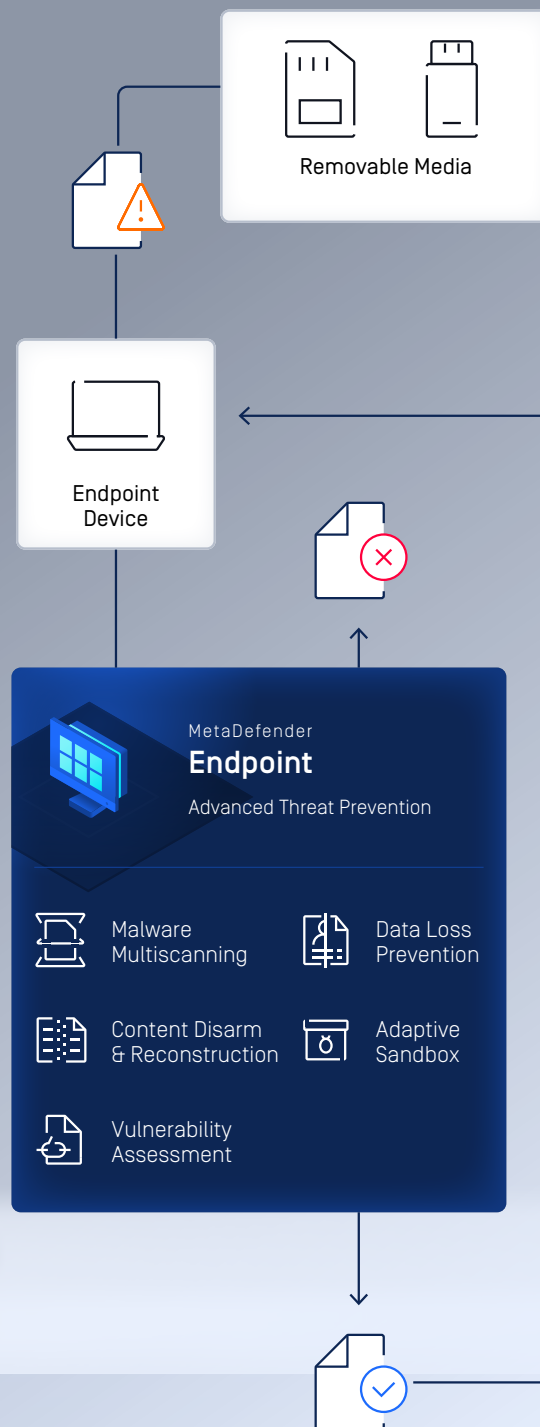 Removable Media
Endpoint
Device
MetaDefender
Endpoint
Advanced Threat Prevention
Malware
Multiscanning
Data Loss
Prevention
Content Disarm
& Reconstruction
Adaptive
Sandbox
Vulnerability
Assessment